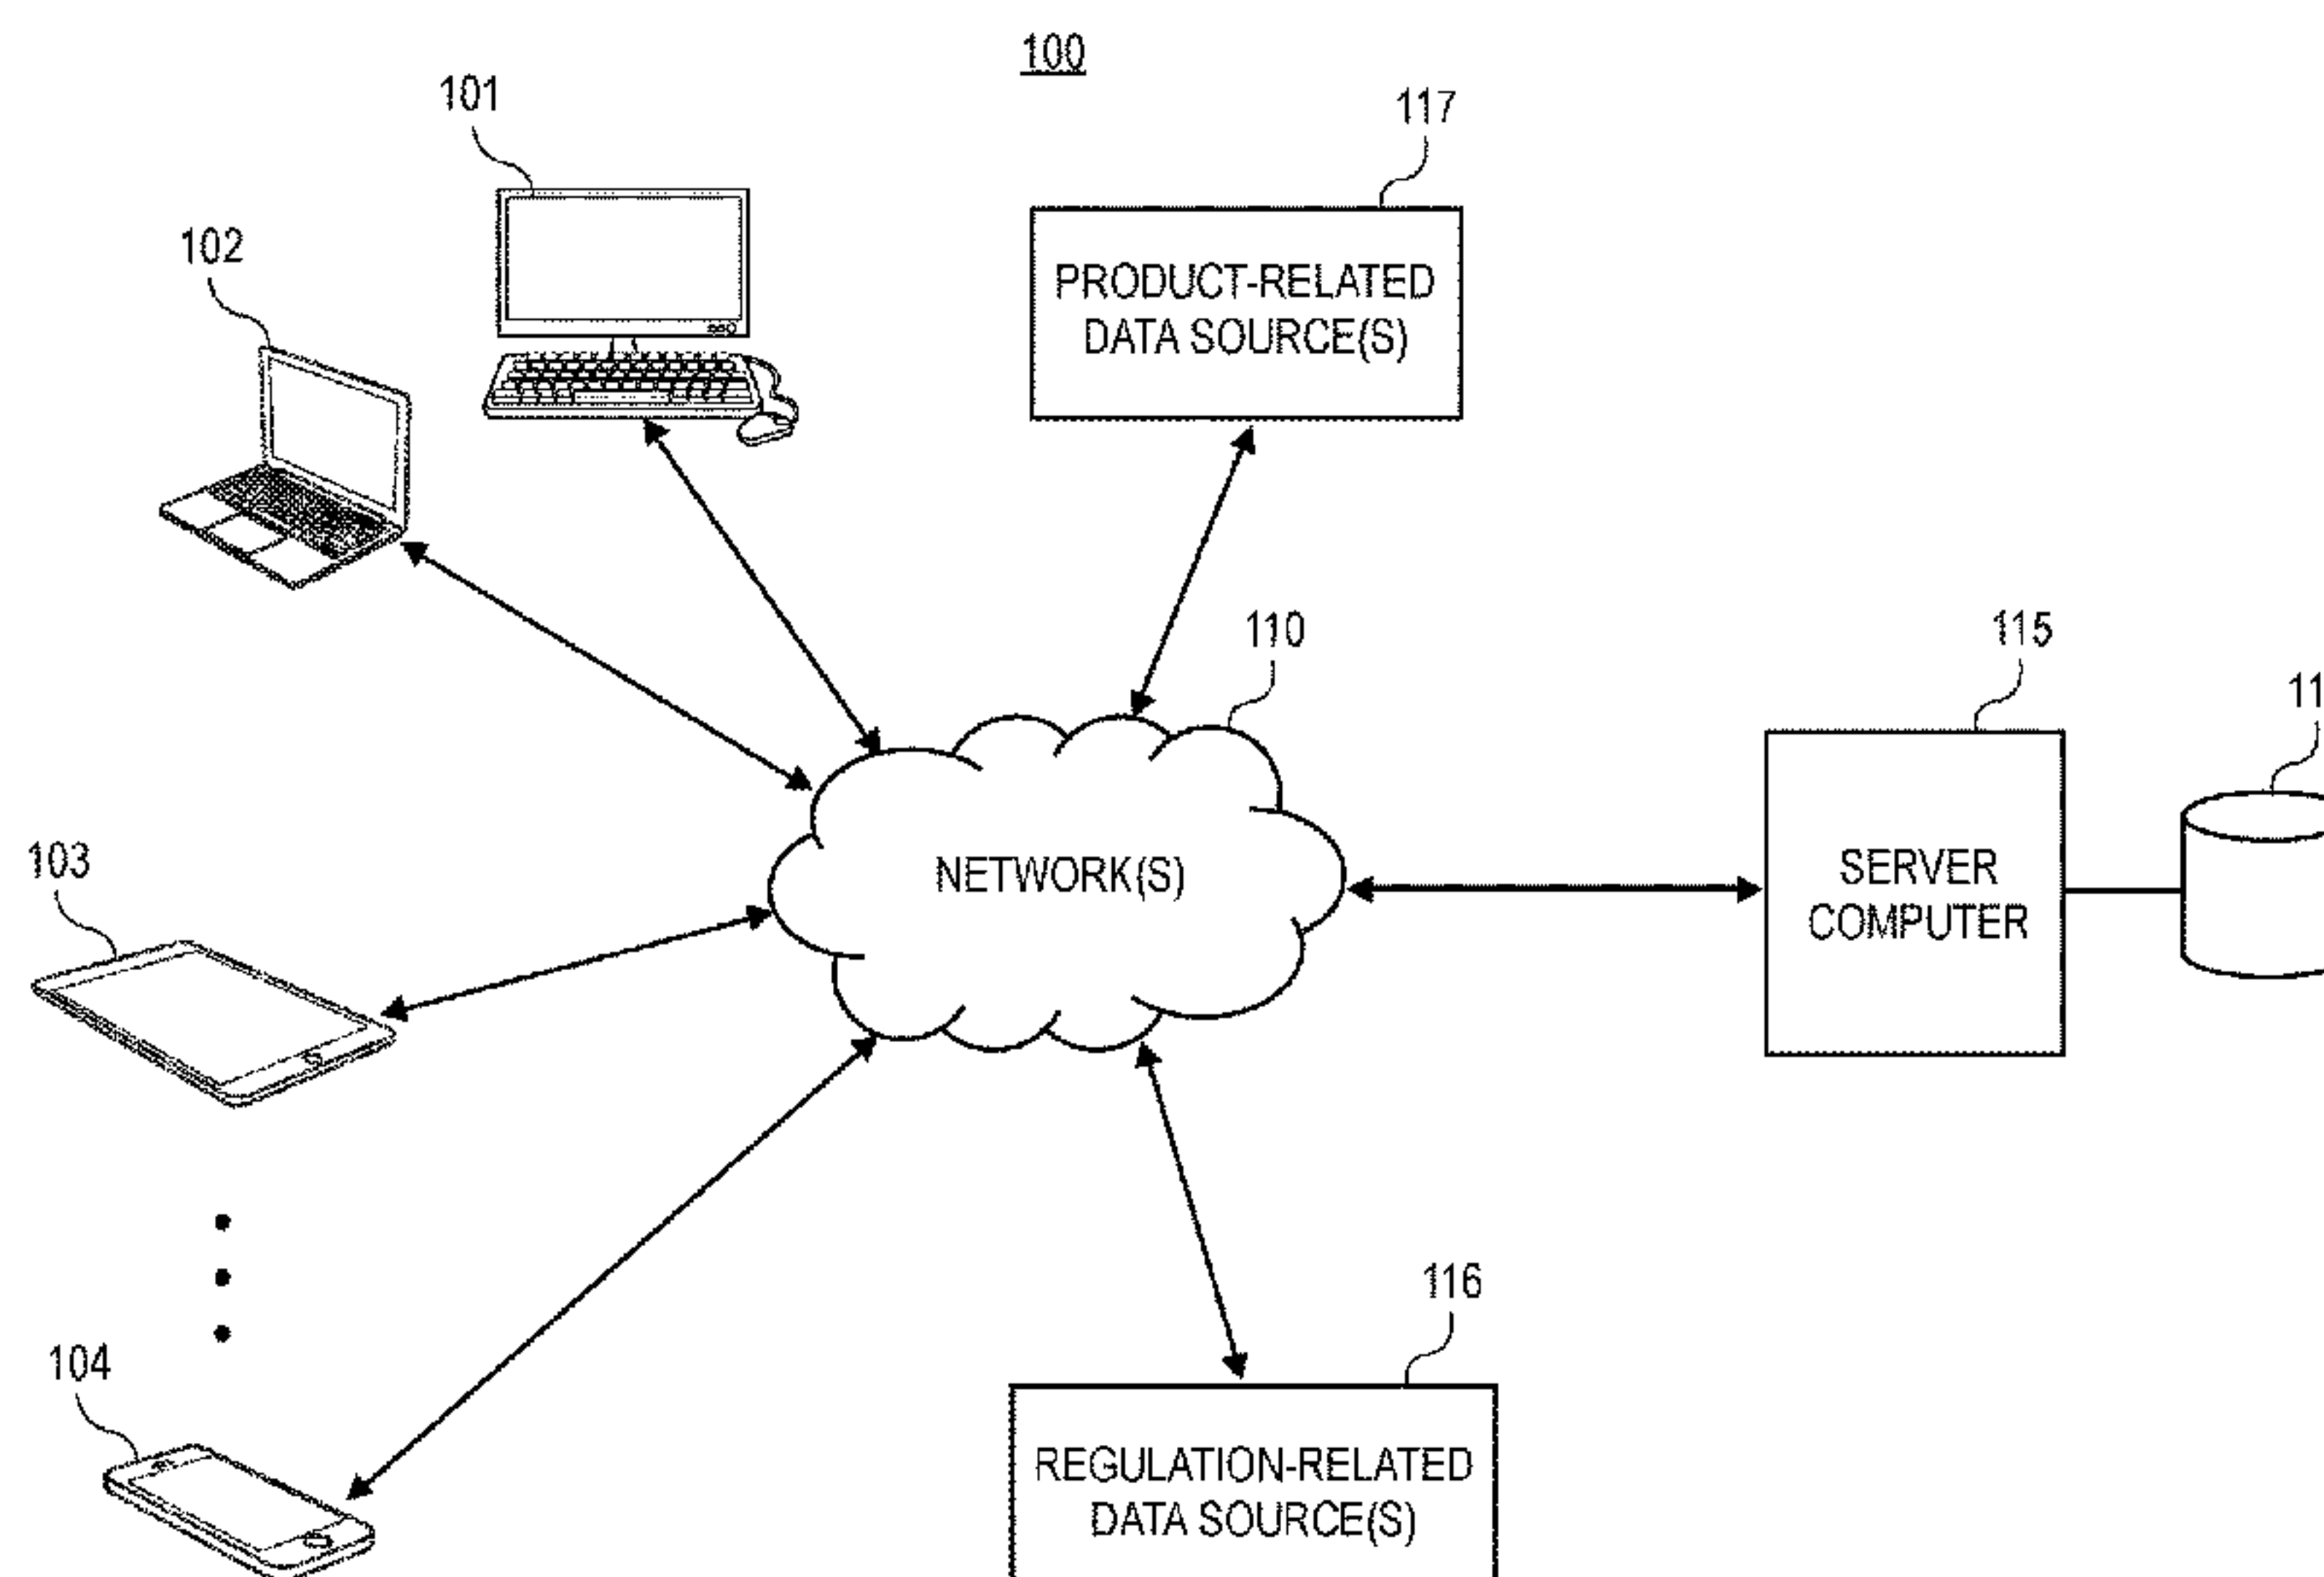 100
101
117
102
PRODUCT-RELATED
DATA SOURCE(S)
110
115
11
103
NETWORK(S)
SERVER
COMPUTER
116
104
REGULATION-RELATED
DATA SOURCE(S)